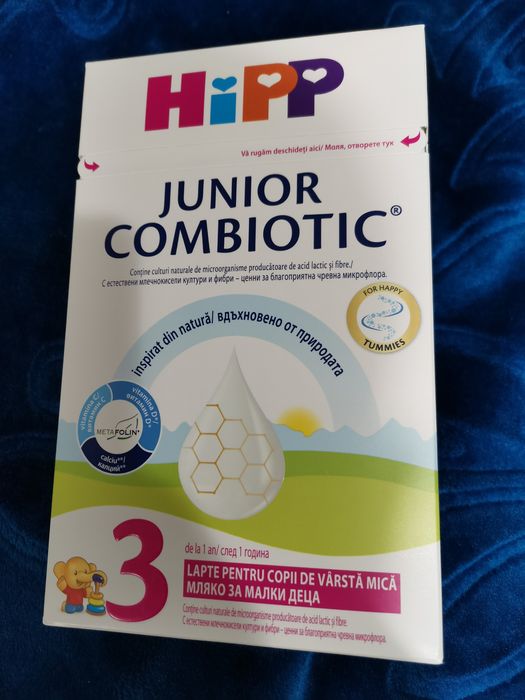 HiPP
Vă rugăm deschideți aici/ Моля, отворете тук
JUNIOR
COMBIOTIC®
Conține culturi naturale de microorganisme producătoare de acid lactic și fibre./
С естествени млечнокисели култури и фибри – ценни за благоприятна чревна микрофлора.
FOR HAPPY
TUMMIES
inspirat din natură/ вдъхновено от природата
vitamina C/
витамин C
vitamina D*/
витамин D*
METAFOLIN®
calciu**/
калций**
3
de la 1 an/ след 1 година
LAPTE PENTRU COPII DE VÂRSTĂ MICĂ
МЛЯКО ЗА МАЛКИ ДЕЦА
Conține culturi naturale de microorganisme producătoare de acid lactic și fibre.
С естествени млечнокисели култури и фибри – ценни за благоприятна чревна микрофлора.